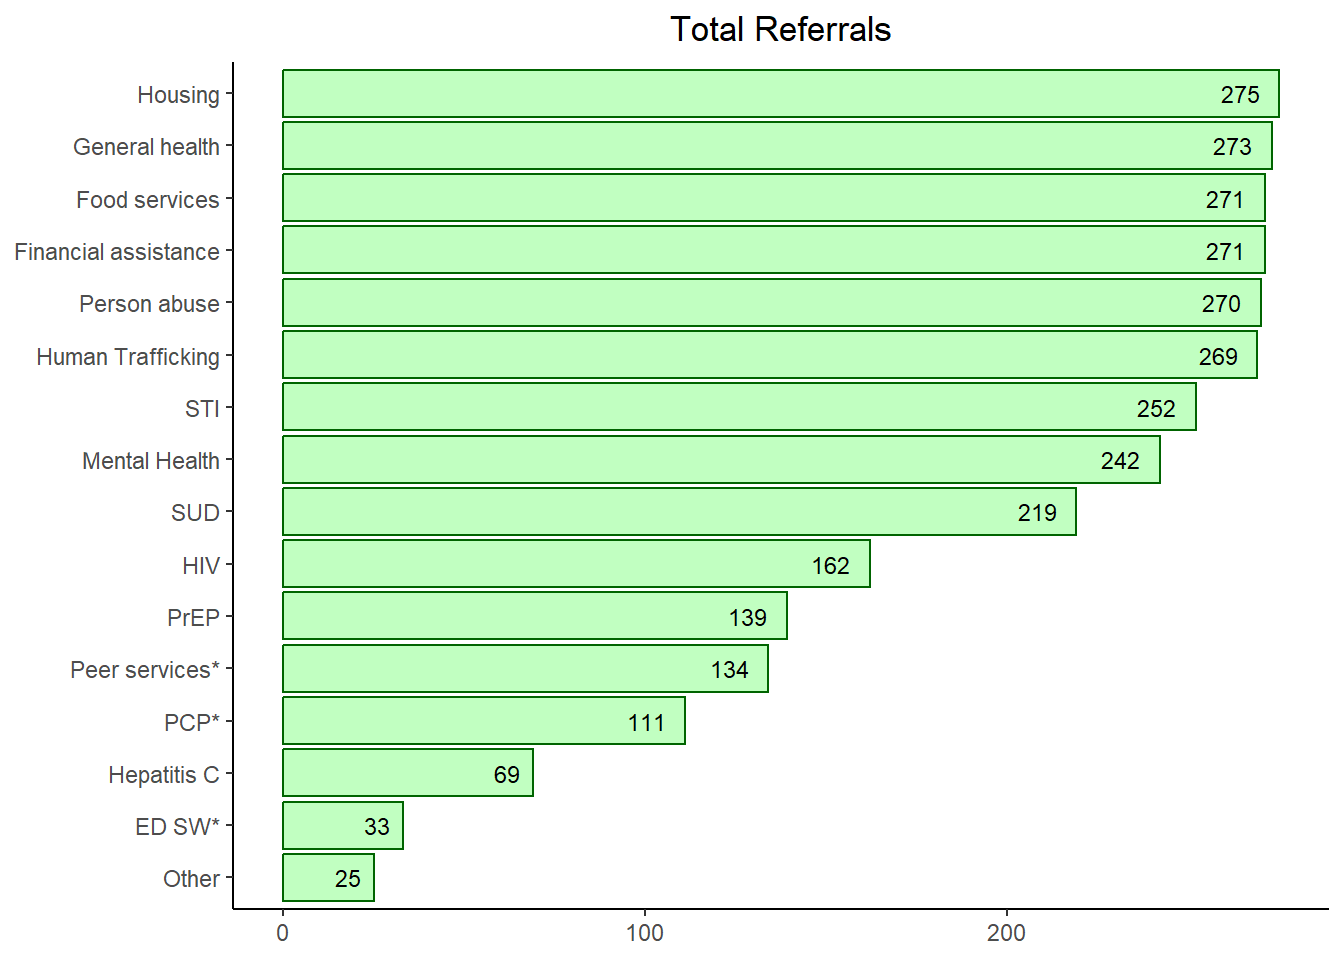 Total Referrals
Housing 275
General health 273
Food services 271
Financial assistance 271
Person abuse 270
Human Trafficking 269
STI 252
Mental Health 242
SUD 219
HIV 162
PrEP 139
Peer services* 134
PCP* 111
Hepatitis C 69
ED SW* 33
Other 25
0 100 200